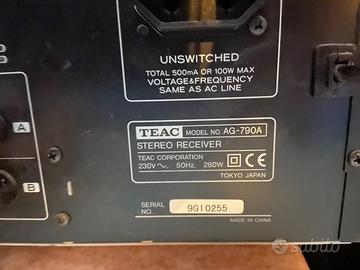 UNSWITCHED
TOTAL 500mA OR 100W MAX
VOLTAGE&FREQUENCY
SAME AS AC LINE
A
B
TEAC MODEL NO. AG-790A
STEREO RECEIVER
TEAC CORPORATION
230V~, 50Hz, 280W
TOKYO JAPAN
CE
SERIAL
NO. 9G10255
MADE IN CHINA
subito